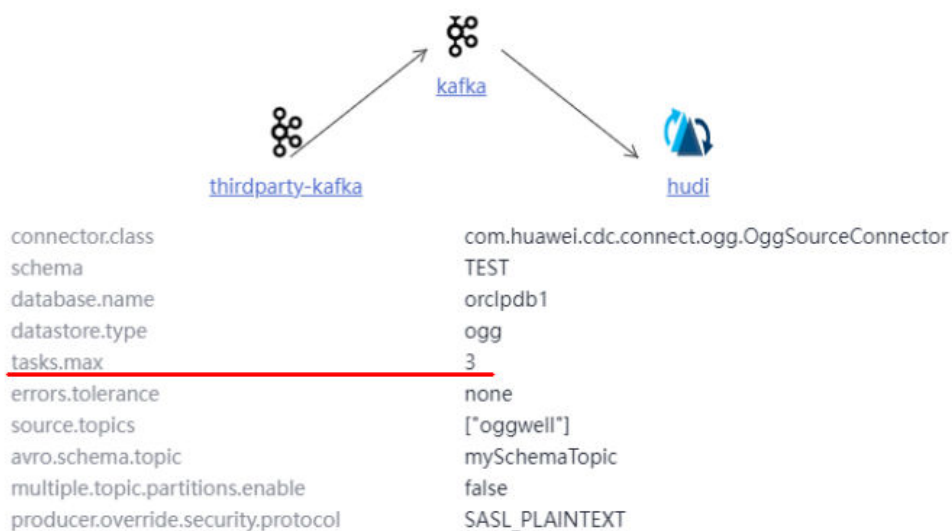 kafka
thirdparty-kafka hudi
connector.class com.huawei.cdc.connect.ogg.OggSourceConnector
schema TEST
database.name orclpdb1
datastore.type ogg
tasks.max 3
errors.tolerance none
source.topics ["oggwell"]
avro.schema.topic mySchemaTopic
multiple.topic.partitions.enable false
producer.override.security.protocol SASL_PLAINTEXT